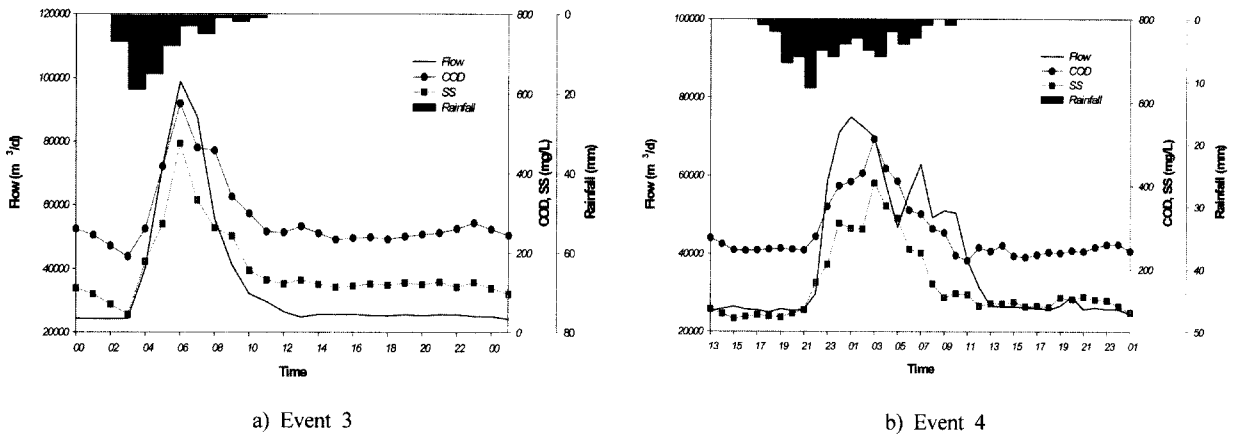 120000
100000
80000
60000
40000
20000
Flow (m³/d)
800
600
400
200
0
COD, SS (mg/L)
0
20
40
60
80
Rainfall (mm)
Flow
COD
SS
Rainfall
00 02 04 06 08 10 12 14 16 18 20 22 00
Time
a) Event 3
100000
80000
60000
40000
20000
Flow (m³/d)
800
600
400
200
COD, SS (mg/L)
0
10
20
30
40
50
Rainfall (mm)
Flow
COD
SS
Rainfall
13 15 17 19 21 23 01 03 05 07 09 11 13 15 17 19 21 23 01
Time
b) Event 4